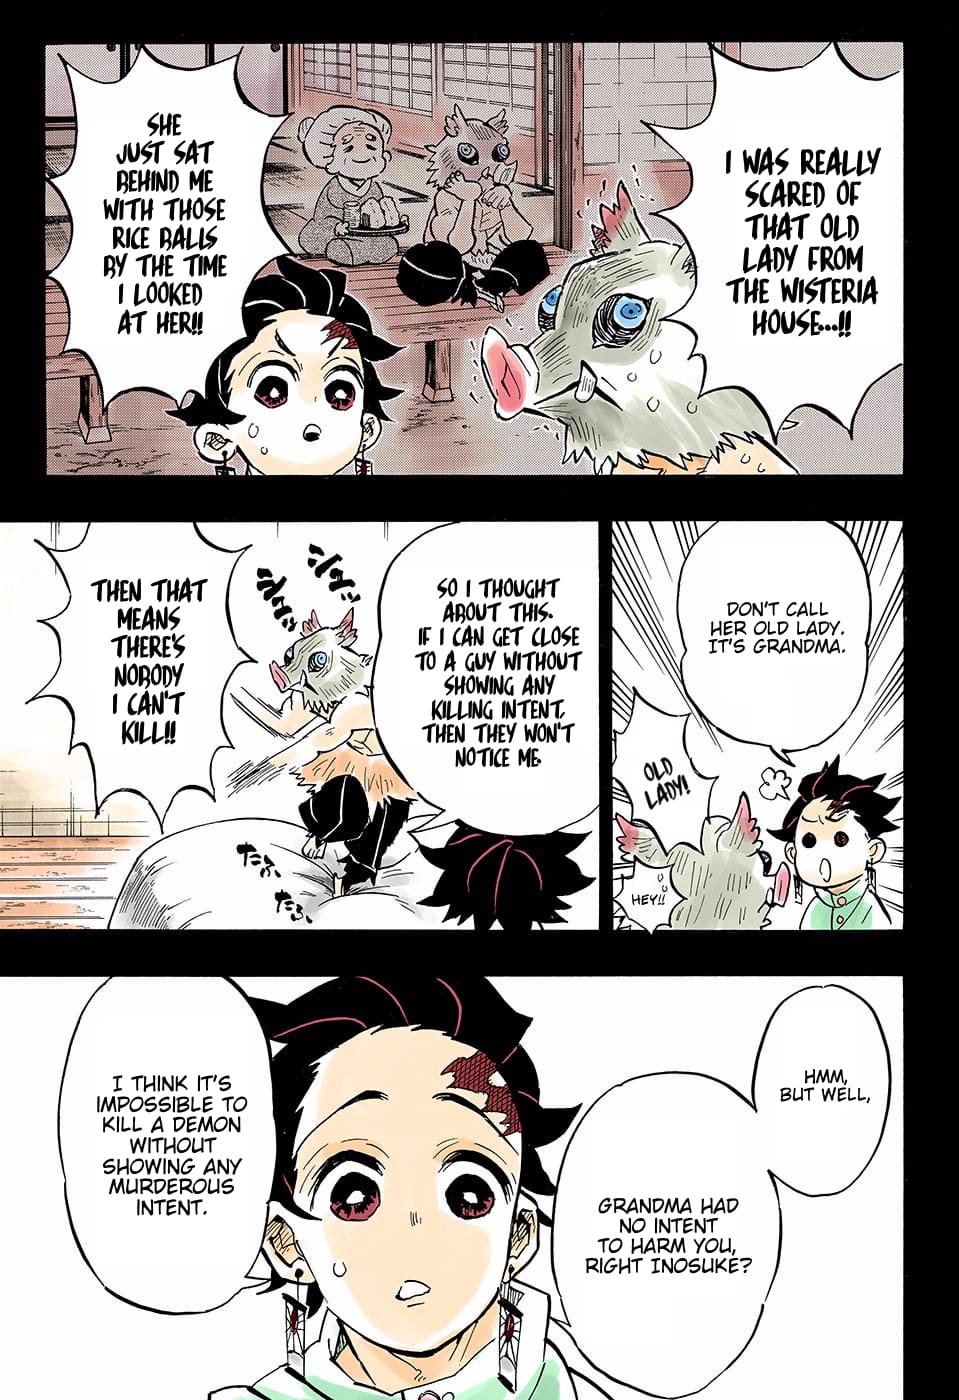 I WAS REALLY
SCARED OF
THAT OLD
LADY FROM
THE WISTERIA
HOUSE...!!
SHE
JUST SAT
BEHIND ME
WITH THOSE
RICE BALLS
BY THE TIME
I LOOKED
AT HER!!
DON'T CALL
HER OLD LADY.
IT'S GRANDMA.
OLD
LADY!
HEY!!
SO I THOUGHT
ABOUT THIS.
IF I CAN GET CLOSE
TO A GUY WITHOUT
SHOWING ANY
KILLING INTENT,
THEN THEY WON'T
NOTICE ME.
THEN THAT
MEANS
THERE'S
NOBODY
I CAN'T
KILL!!
たふ
たふ
HMM,
BUT WELL,
GRANDMA HAD
NO INTENT
TO HARM YOU,
RIGHT INOSUKE?
I THINK IT'S
IMPOSSIBLE TO
KILL A DEMON
WITHOUT
SHOWING ANY
MURDEROUS
INTENT.